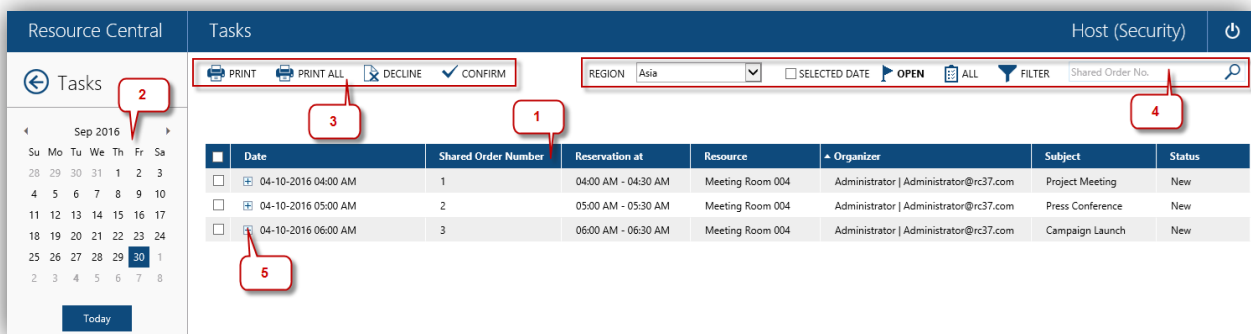 Resource Central
Tasks
Host (Security)
Tasks
PRINT PRINT ALL DECLINE CONFIRM
REGION Asia SELECTED DATE OPEN ALL FILTER Shared Order No.
2
3
4
1
Sep 2016
Su Mo Tu We Th Fr Sa
28 29 30 31 1 2 3
4 5 6 7 8 9 10
11 12 13 14 15 16 17
18 19 20 21 22 23 24
25 26 27 28 29 30 1
2 3 4 5 6 7 8
Today
Date Shared Order Number Reservation at Resource Organizer Subject Status
04-10-2016 04:00 AM 1 04:00 AM - 04:30 AM Meeting Room 004 Administrator | Administrator@rc37.com Project Meeting New
04-10-2016 05:00 AM 2 05:00 AM - 05:30 AM Meeting Room 004 Administrator | Administrator@rc37.com Press Conference New
04-10-2016 06:00 AM 3 06:00 AM - 06:30 AM Meeting Room 004 Administrator | Administrator@rc37.com Campaign Launch New
5